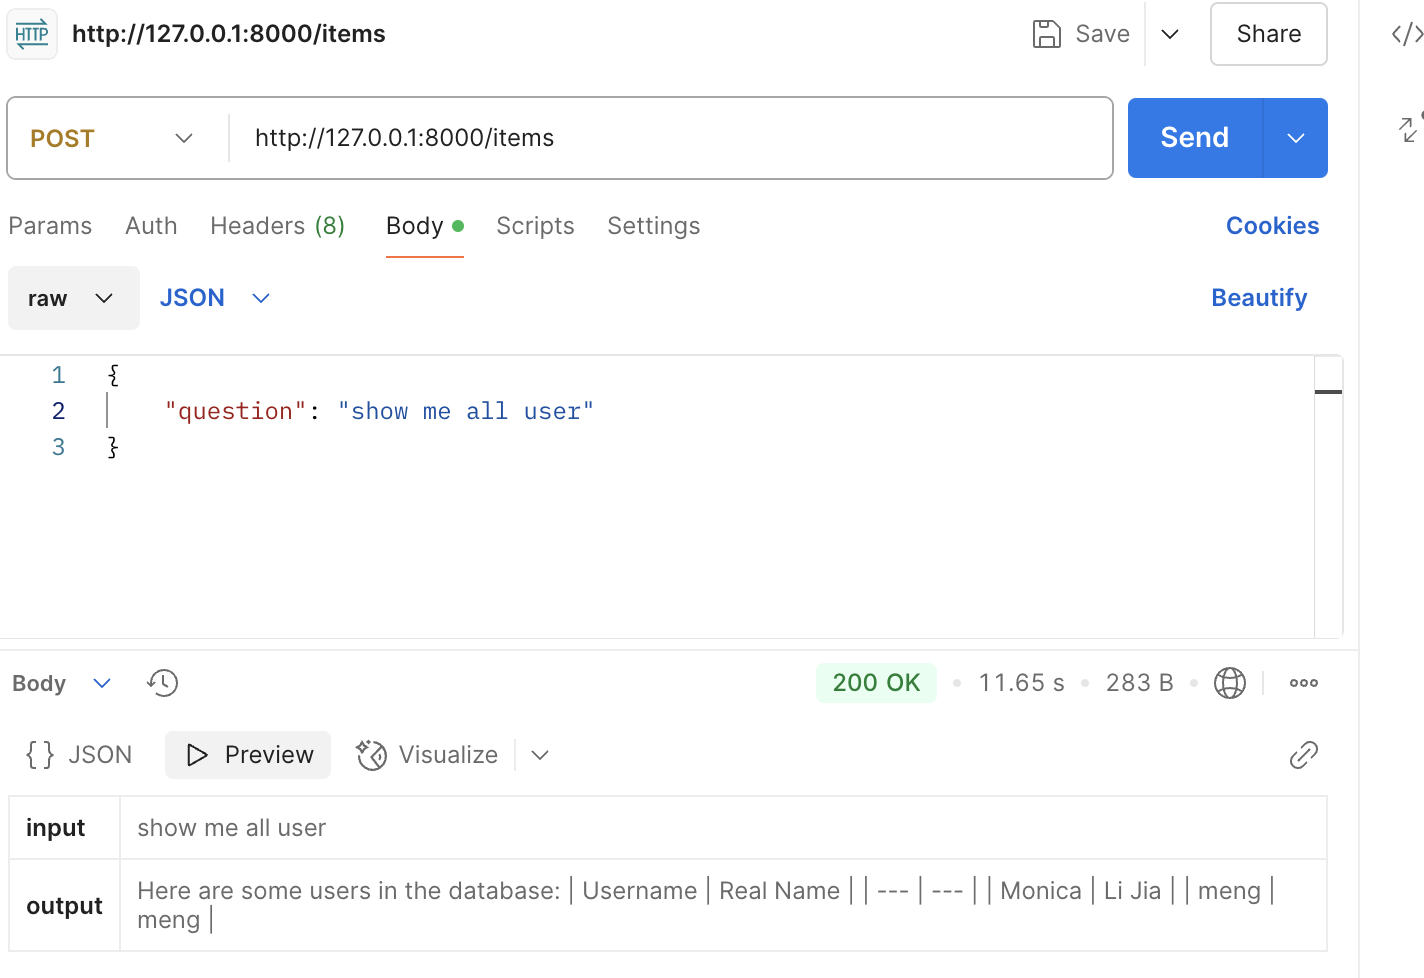 HTTP http://127.0.0.1:8000/items Save Share
POST http://127.0.0.1:8000/items Send
Params Auth Headers (8) Body Scripts Settings Cookies
raw JSON Beautify
1 {
2 "question": "show me all user"
3 }
Body 200 OK • 11.65 s • 283 B •
{} JSON Preview Visualize
input show me all user
output Here are some users in the database: | Username | Real Name | | --- | --- | | Monica | Li Jia | | meng |
meng |